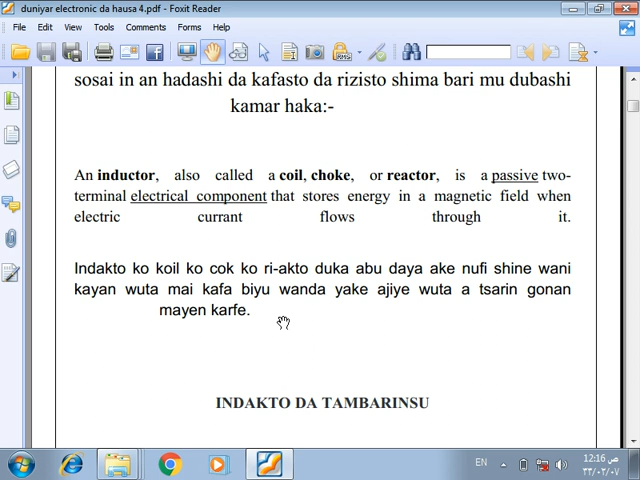 duniyar electronic da hausa 4.pdf - Foxit Reader
File Edit View Tools Comments Forms Help
sosai in an hadashi da kafasto da rizisto shima bari mu dubashi
kamar haka:-
An inductor, also called a coil, choke, or reactor, is a passive two-
terminal electrical component that stores energy in a magnetic field when
electric currant flows through it.
Indakto ko koil ko cok ko ri-akto duka abu daya ake nufi shine wani
kayan wuta mai kafa biyu wanda yake ajiye wuta a tsarin gonan
mayen karfe.
INDAKTO DA TAMBARINSU
EN
ص 12:16
٣٣/٠٢/٠٧